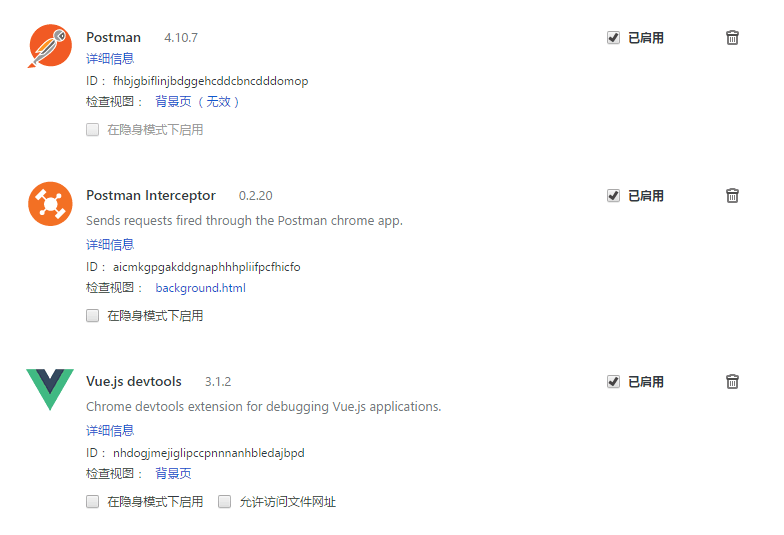 Postman 4.10.7 已启用
详细信息
ID： fhbjgbiflinjbdggehcddcbncdddomop
检查视图： 背景页（无效）
在隐身模式下启用
Postman Interceptor 0.2.20 已启用
Sends requests fired through the Postman chrome app.
详细信息
ID： aicmkgpgakddgnaphhhpliifpcfhicfo
检查视图： background.html
在隐身模式下启用
Vue.js devtools 3.1.2 已启用
Chrome devtools extension for debugging Vue.js applications.
详细信息
ID： nhdogjmejiglipccpnnnanhbledajbpd
检查视图： 背景页
在隐身模式下启用 允许访问文件网址